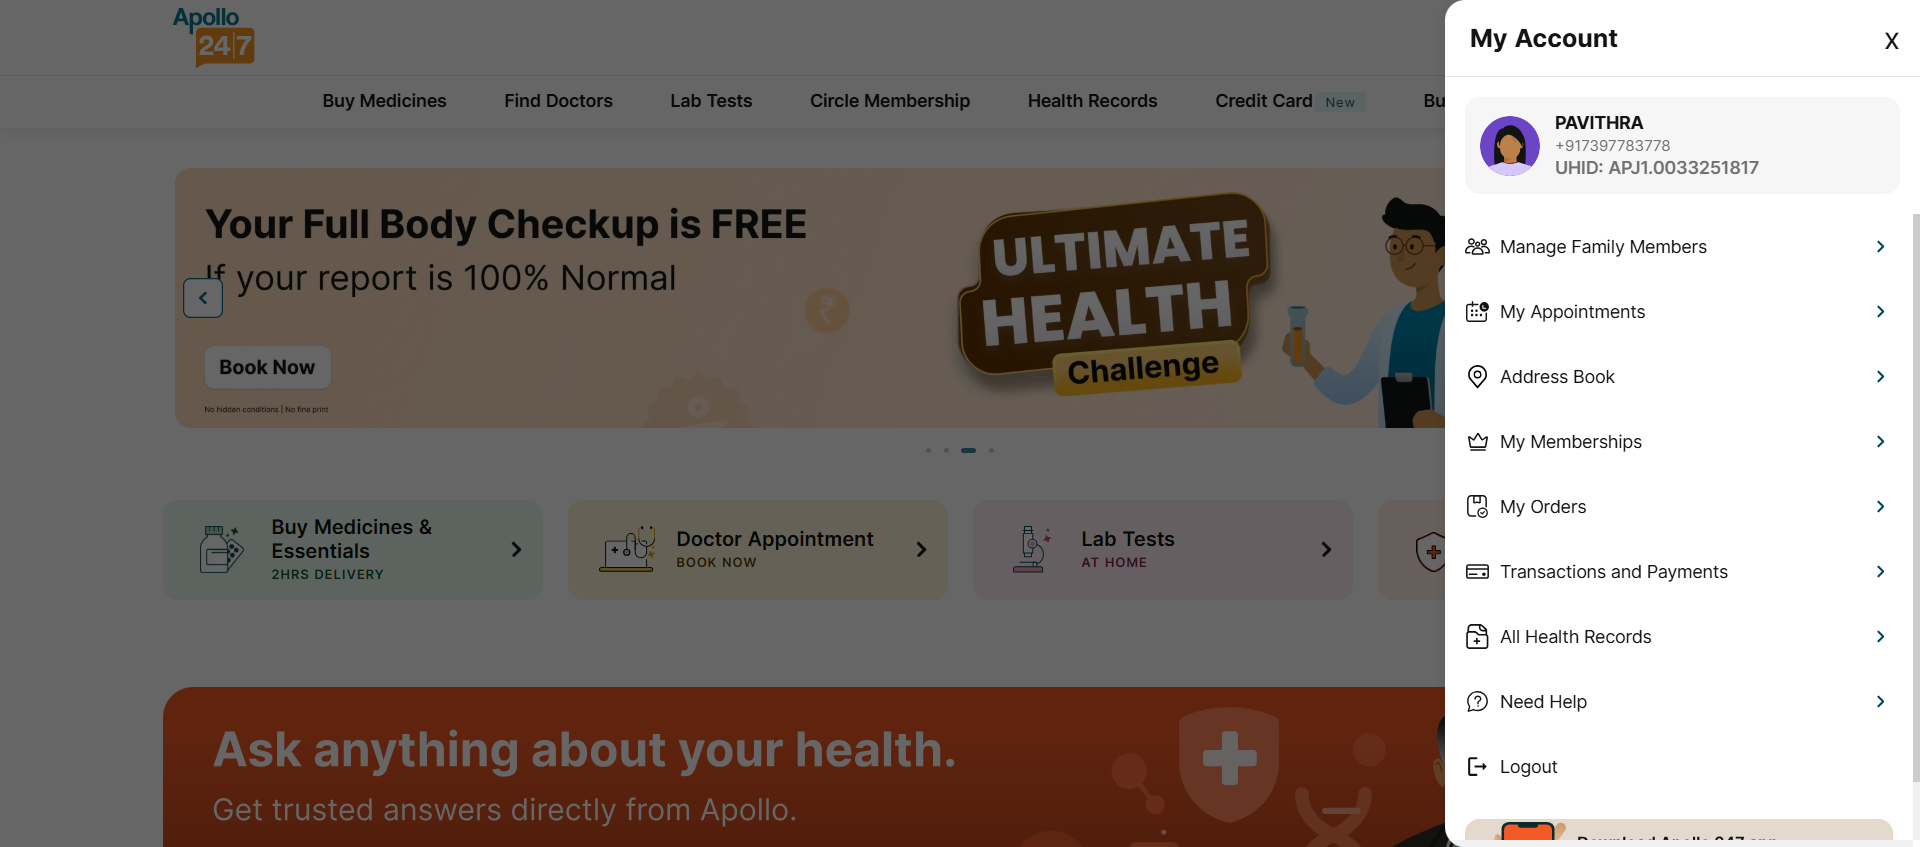 Apollo
24|7
Buy Medicines Find Doctors Lab Tests Circle Membership Health Records Credit Card New Bu
Your Full Body Checkup is FREE
If your report is 100% Normal
Book Now
No hidden conditions | No fine print
ULTIMATE
HEALTH
Challenge
Buy Medicines &
Essentials
2HRS DELIVERY
Doctor Appointment
BOOK NOW
Lab Tests
AT HOME
Ask anything about your health.
Get trusted answers directly from Apollo.
My Account X
PAVITHRA
+917397783778
UHID: APJ1.0033251817
Manage Family Members
My Appointments
Address Book
My Memberships
My Orders
Transactions and Payments
All Health Records
Need Help
Logout
Download Apollo 247 app